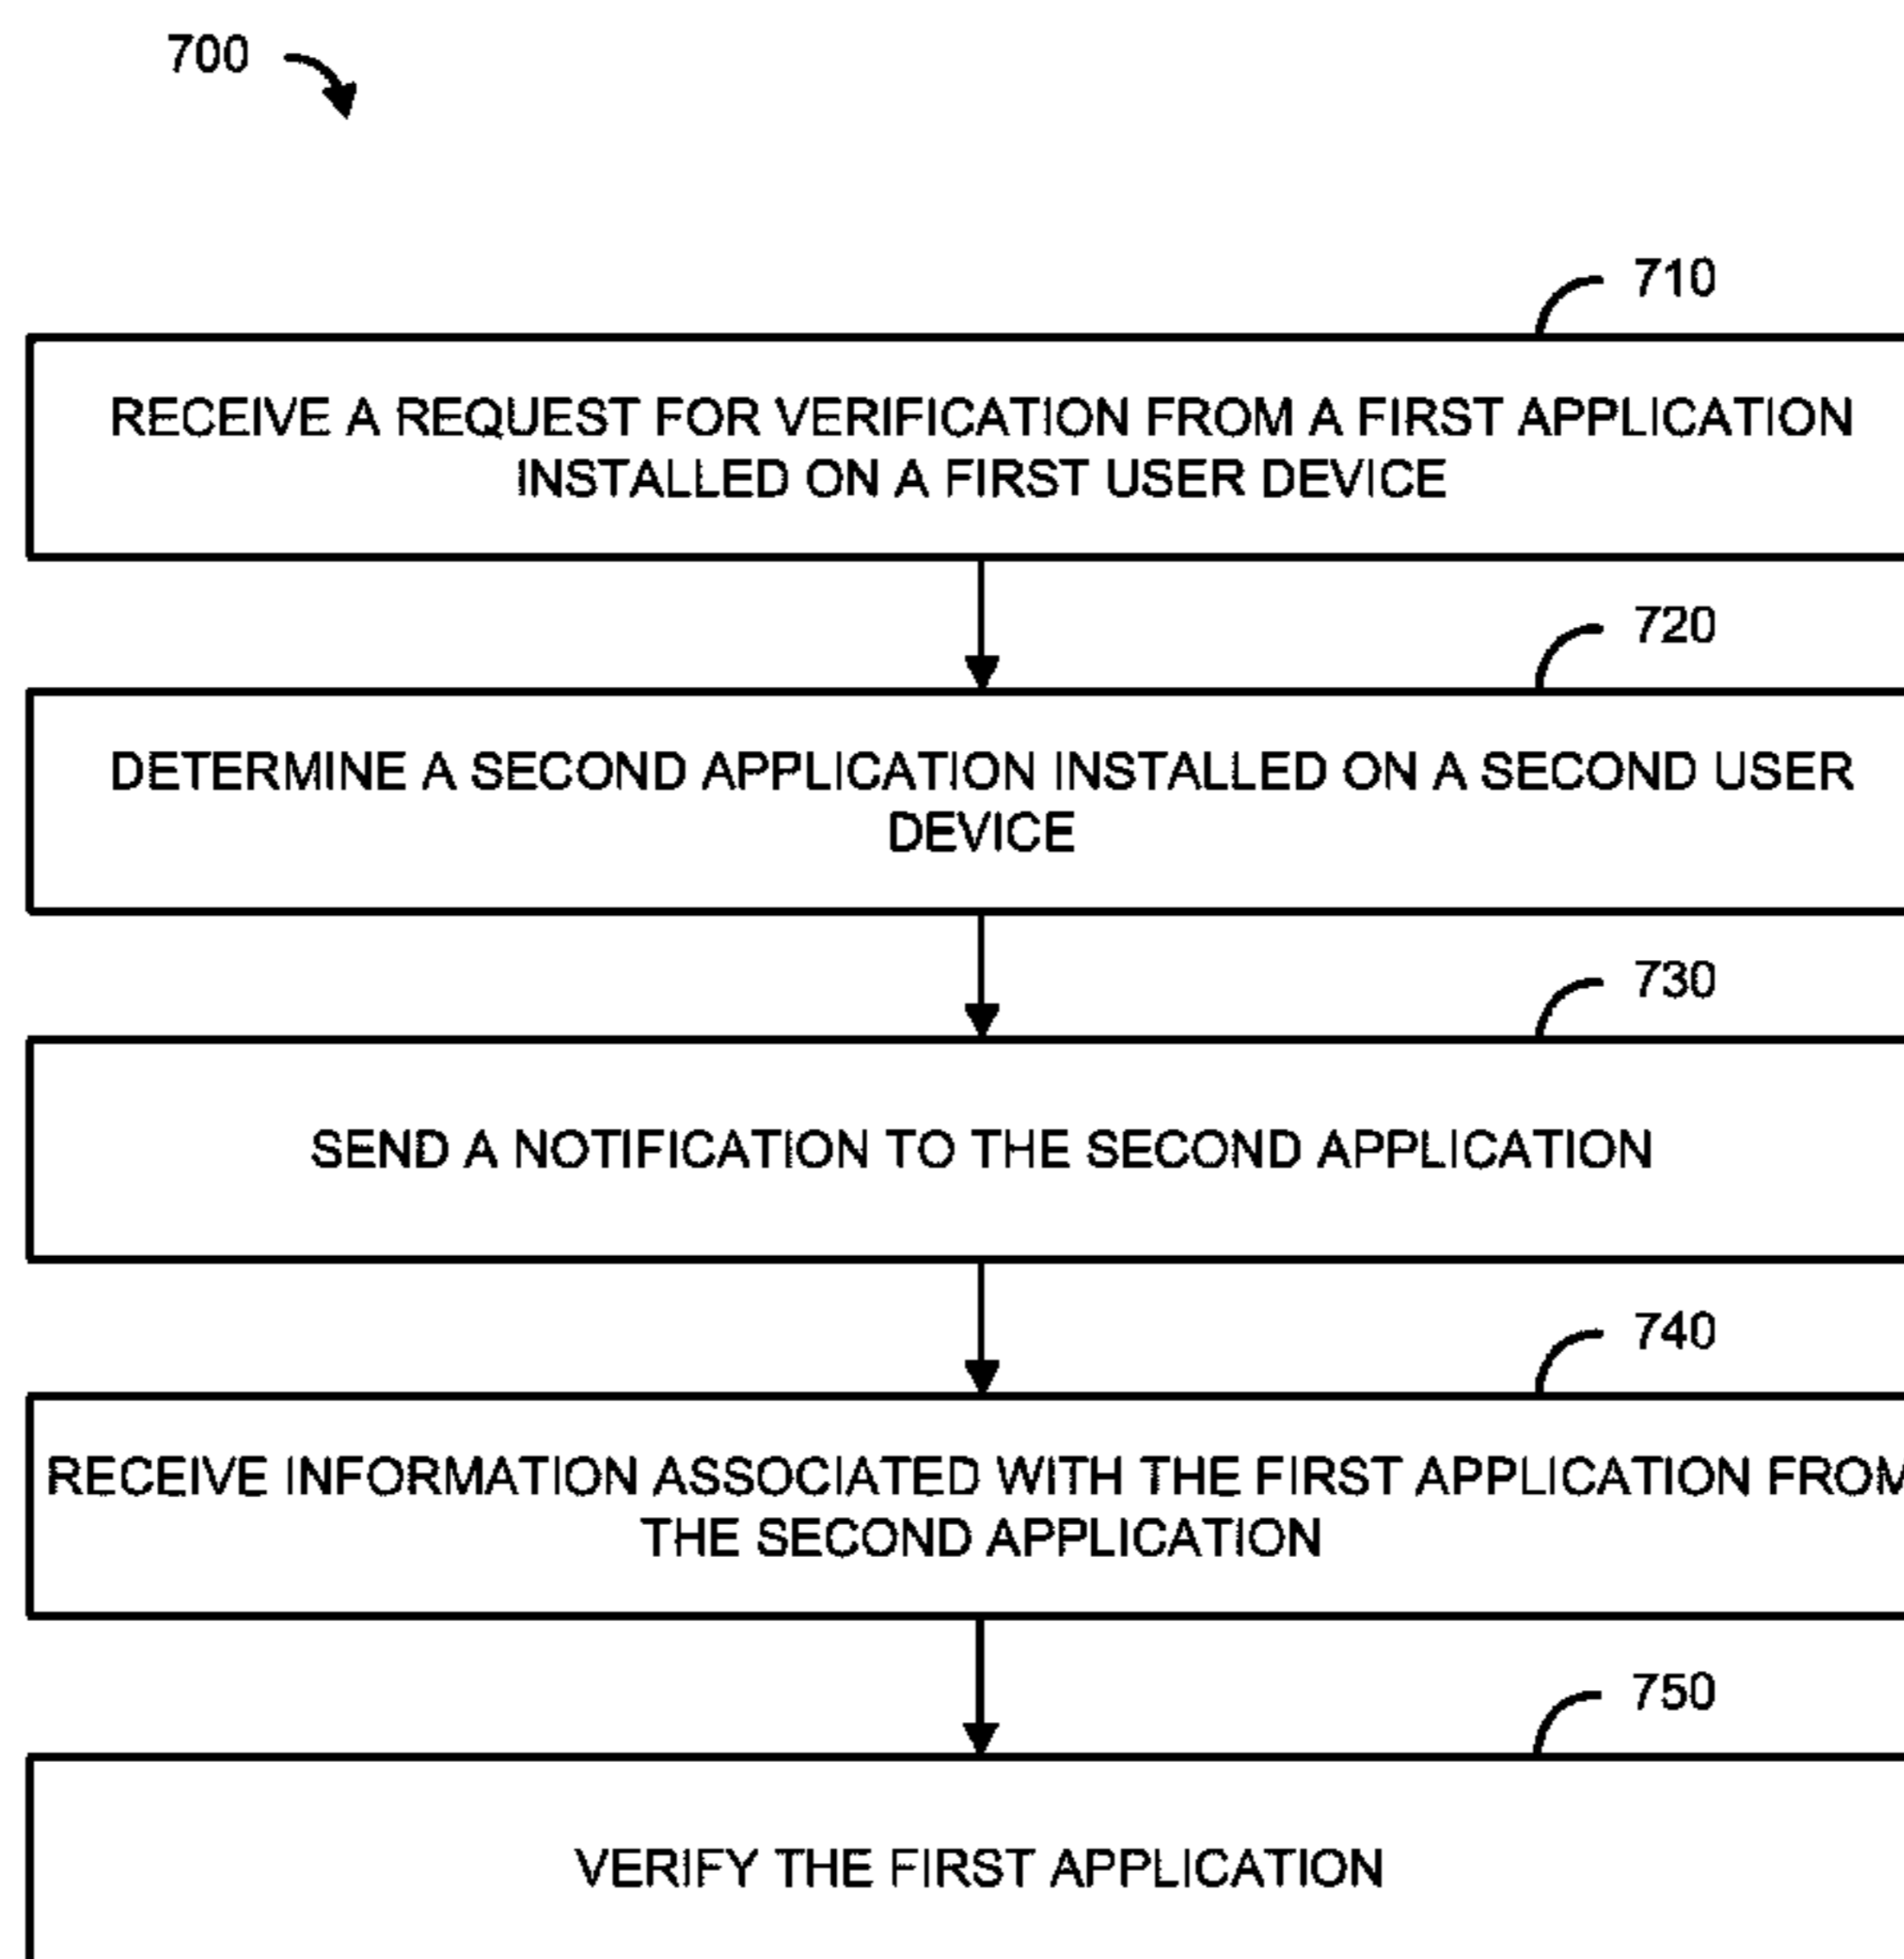 700
710
RECEIVE A REQUEST FOR VERIFICATION FROM A FIRST APPLICATION
INSTALLED ON A FIRST USER DEVICE
720
DETERMINE A SECOND APPLICATION INSTALLED ON A SECOND USER
DEVICE
730
SEND A NOTIFICATION TO THE SECOND APPLICATION
740
RECEIVE INFORMATION ASSOCIATED WITH THE FIRST APPLICATION FROM
THE SECOND APPLICATION
750
VERIFY THE FIRST APPLICATION